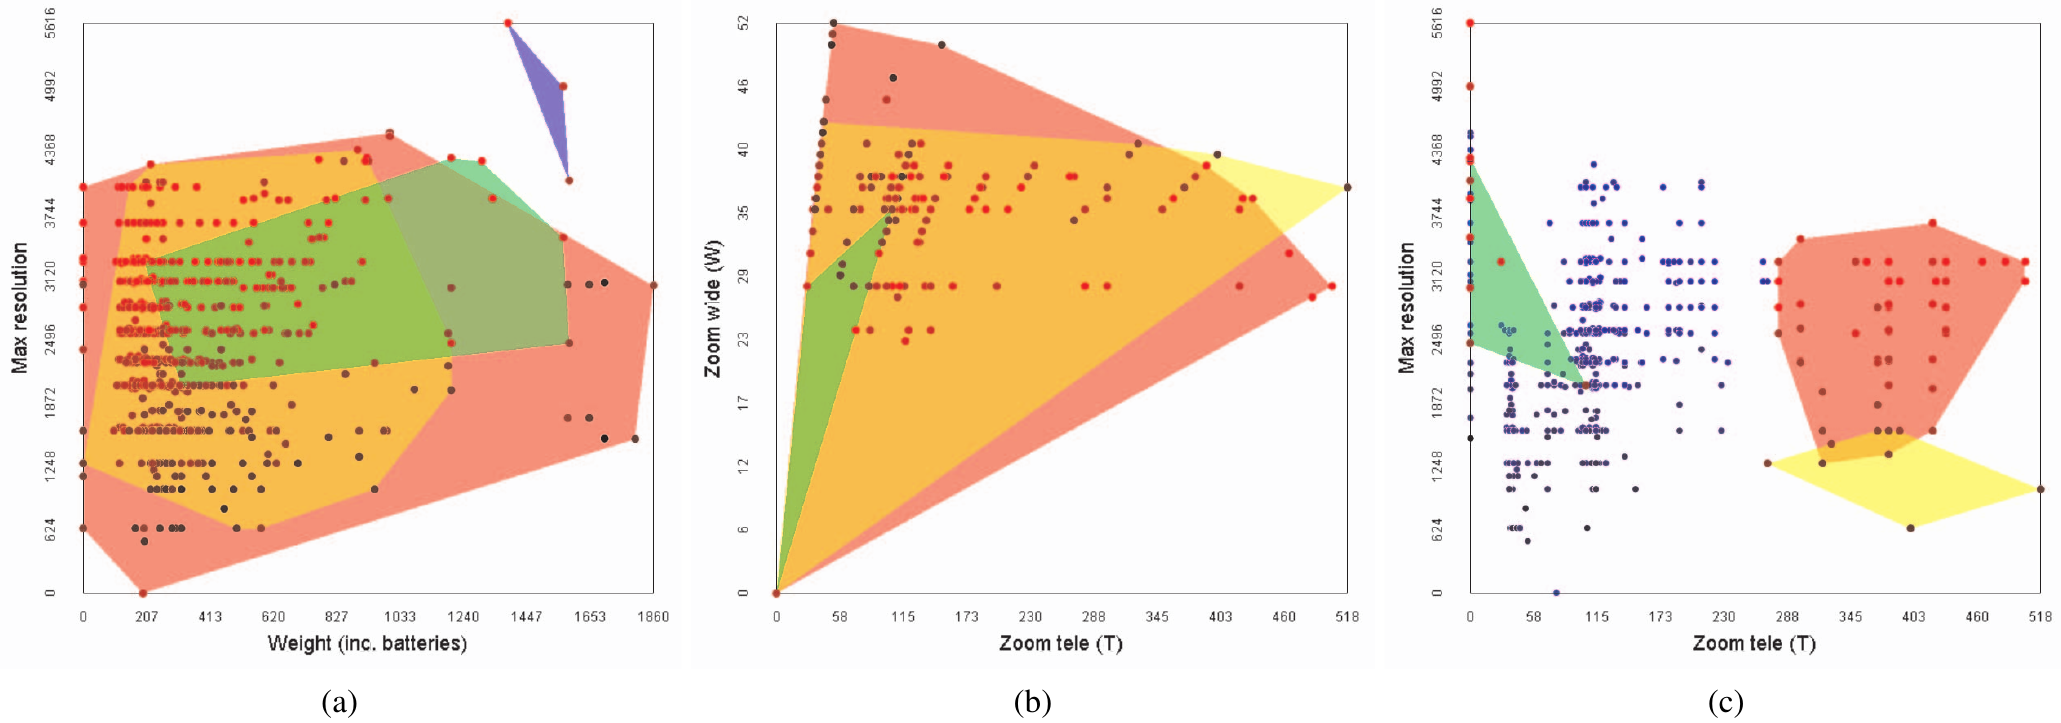 5616
4992
4368
3744
3120
2496
1872
1248
624
0
Max resolution
0 207 413 620 827 1033 1240 1447 1653 1860
Weight (inc. batteries)
(a)
52
46
40
35
29
23
17
12
6
0
Zoom wide (W)
0 58 115 173 230 288 345 403 460 518
Zoom tele (T)
(b)
5616
4992
4368
3744
3120
2496
1872
1248
624
0
Max resolution
0 58 115 173 230 288 345 403 460 518
Zoom tele (T)
(c)